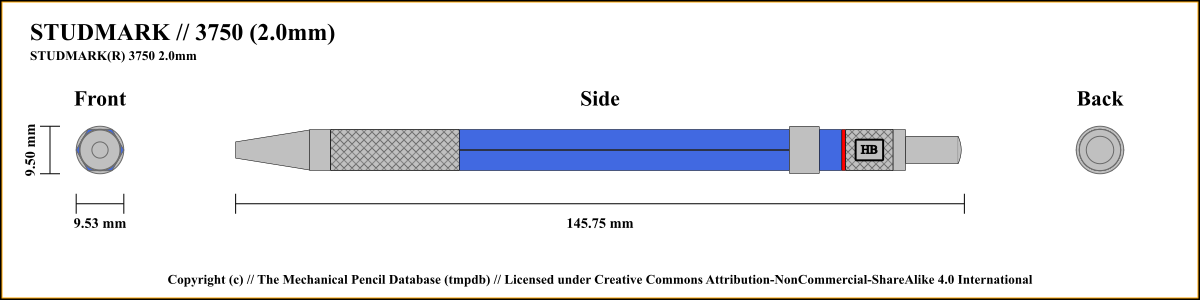 STUDMARK // 3750 (2.0mm)
STUDMARK(R) 3750 2.0mm
Front
Side
Back
9.50 mm
HB
9.53 mm
145.75 mm
Copyright (c) // The Mechanical Pencil Database (tmpdb) // Licensed under Creative Commons Attribution-NonCommercial-ShareAlike 4.0 International